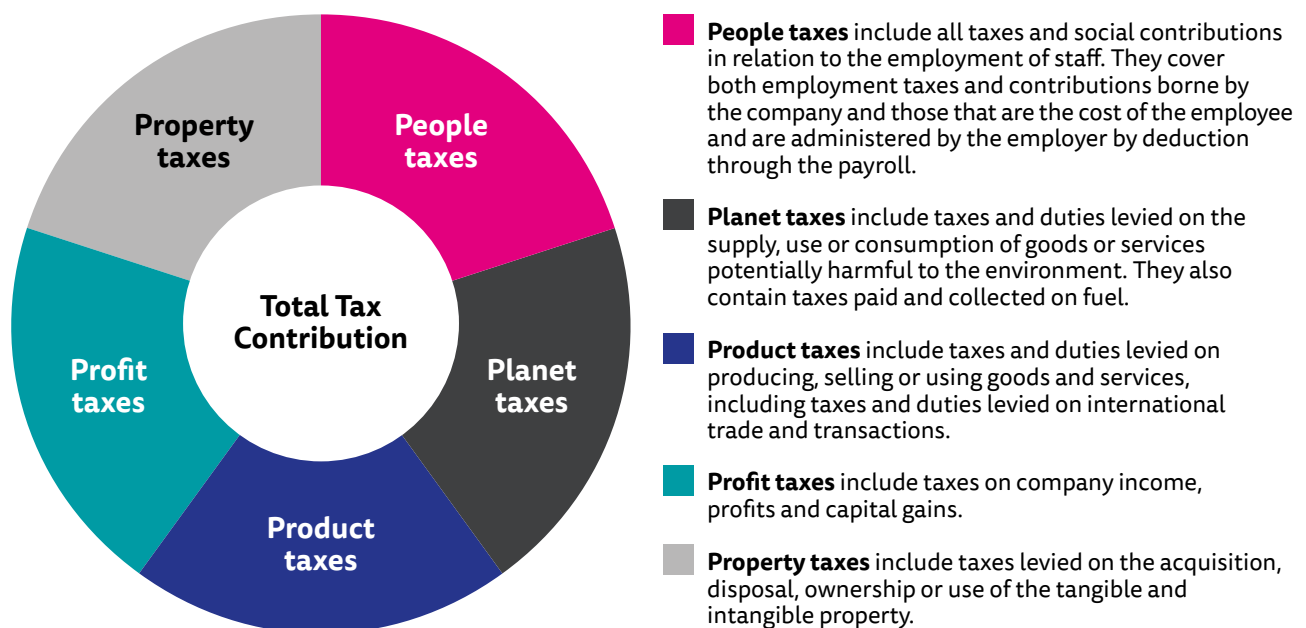 Property
taxes
People
taxes
Total Tax
Contribution
Profit
taxes
Planet
taxes
Product
taxes
People taxes include all taxes and social contributions
in relation to the employment of staff. They cover
both employment taxes and contributions borne by
the company and those that are the cost of the employee
and are administered by the employer by deduction
through the payroll.
Planet taxes include taxes and duties levied on the
supply, use or consumption of goods or services
potentially harmful to the environment. They also
contain taxes paid and collected on fuel.
Product taxes include taxes and duties levied on
producing, selling or using goods and services,
including taxes and duties levied on international
trade and transactions.
Profit taxes include taxes on company income,
profits and capital gains.
Property taxes include taxes levied on the acquisition,
disposal, ownership or use of the tangible and
intangible property.